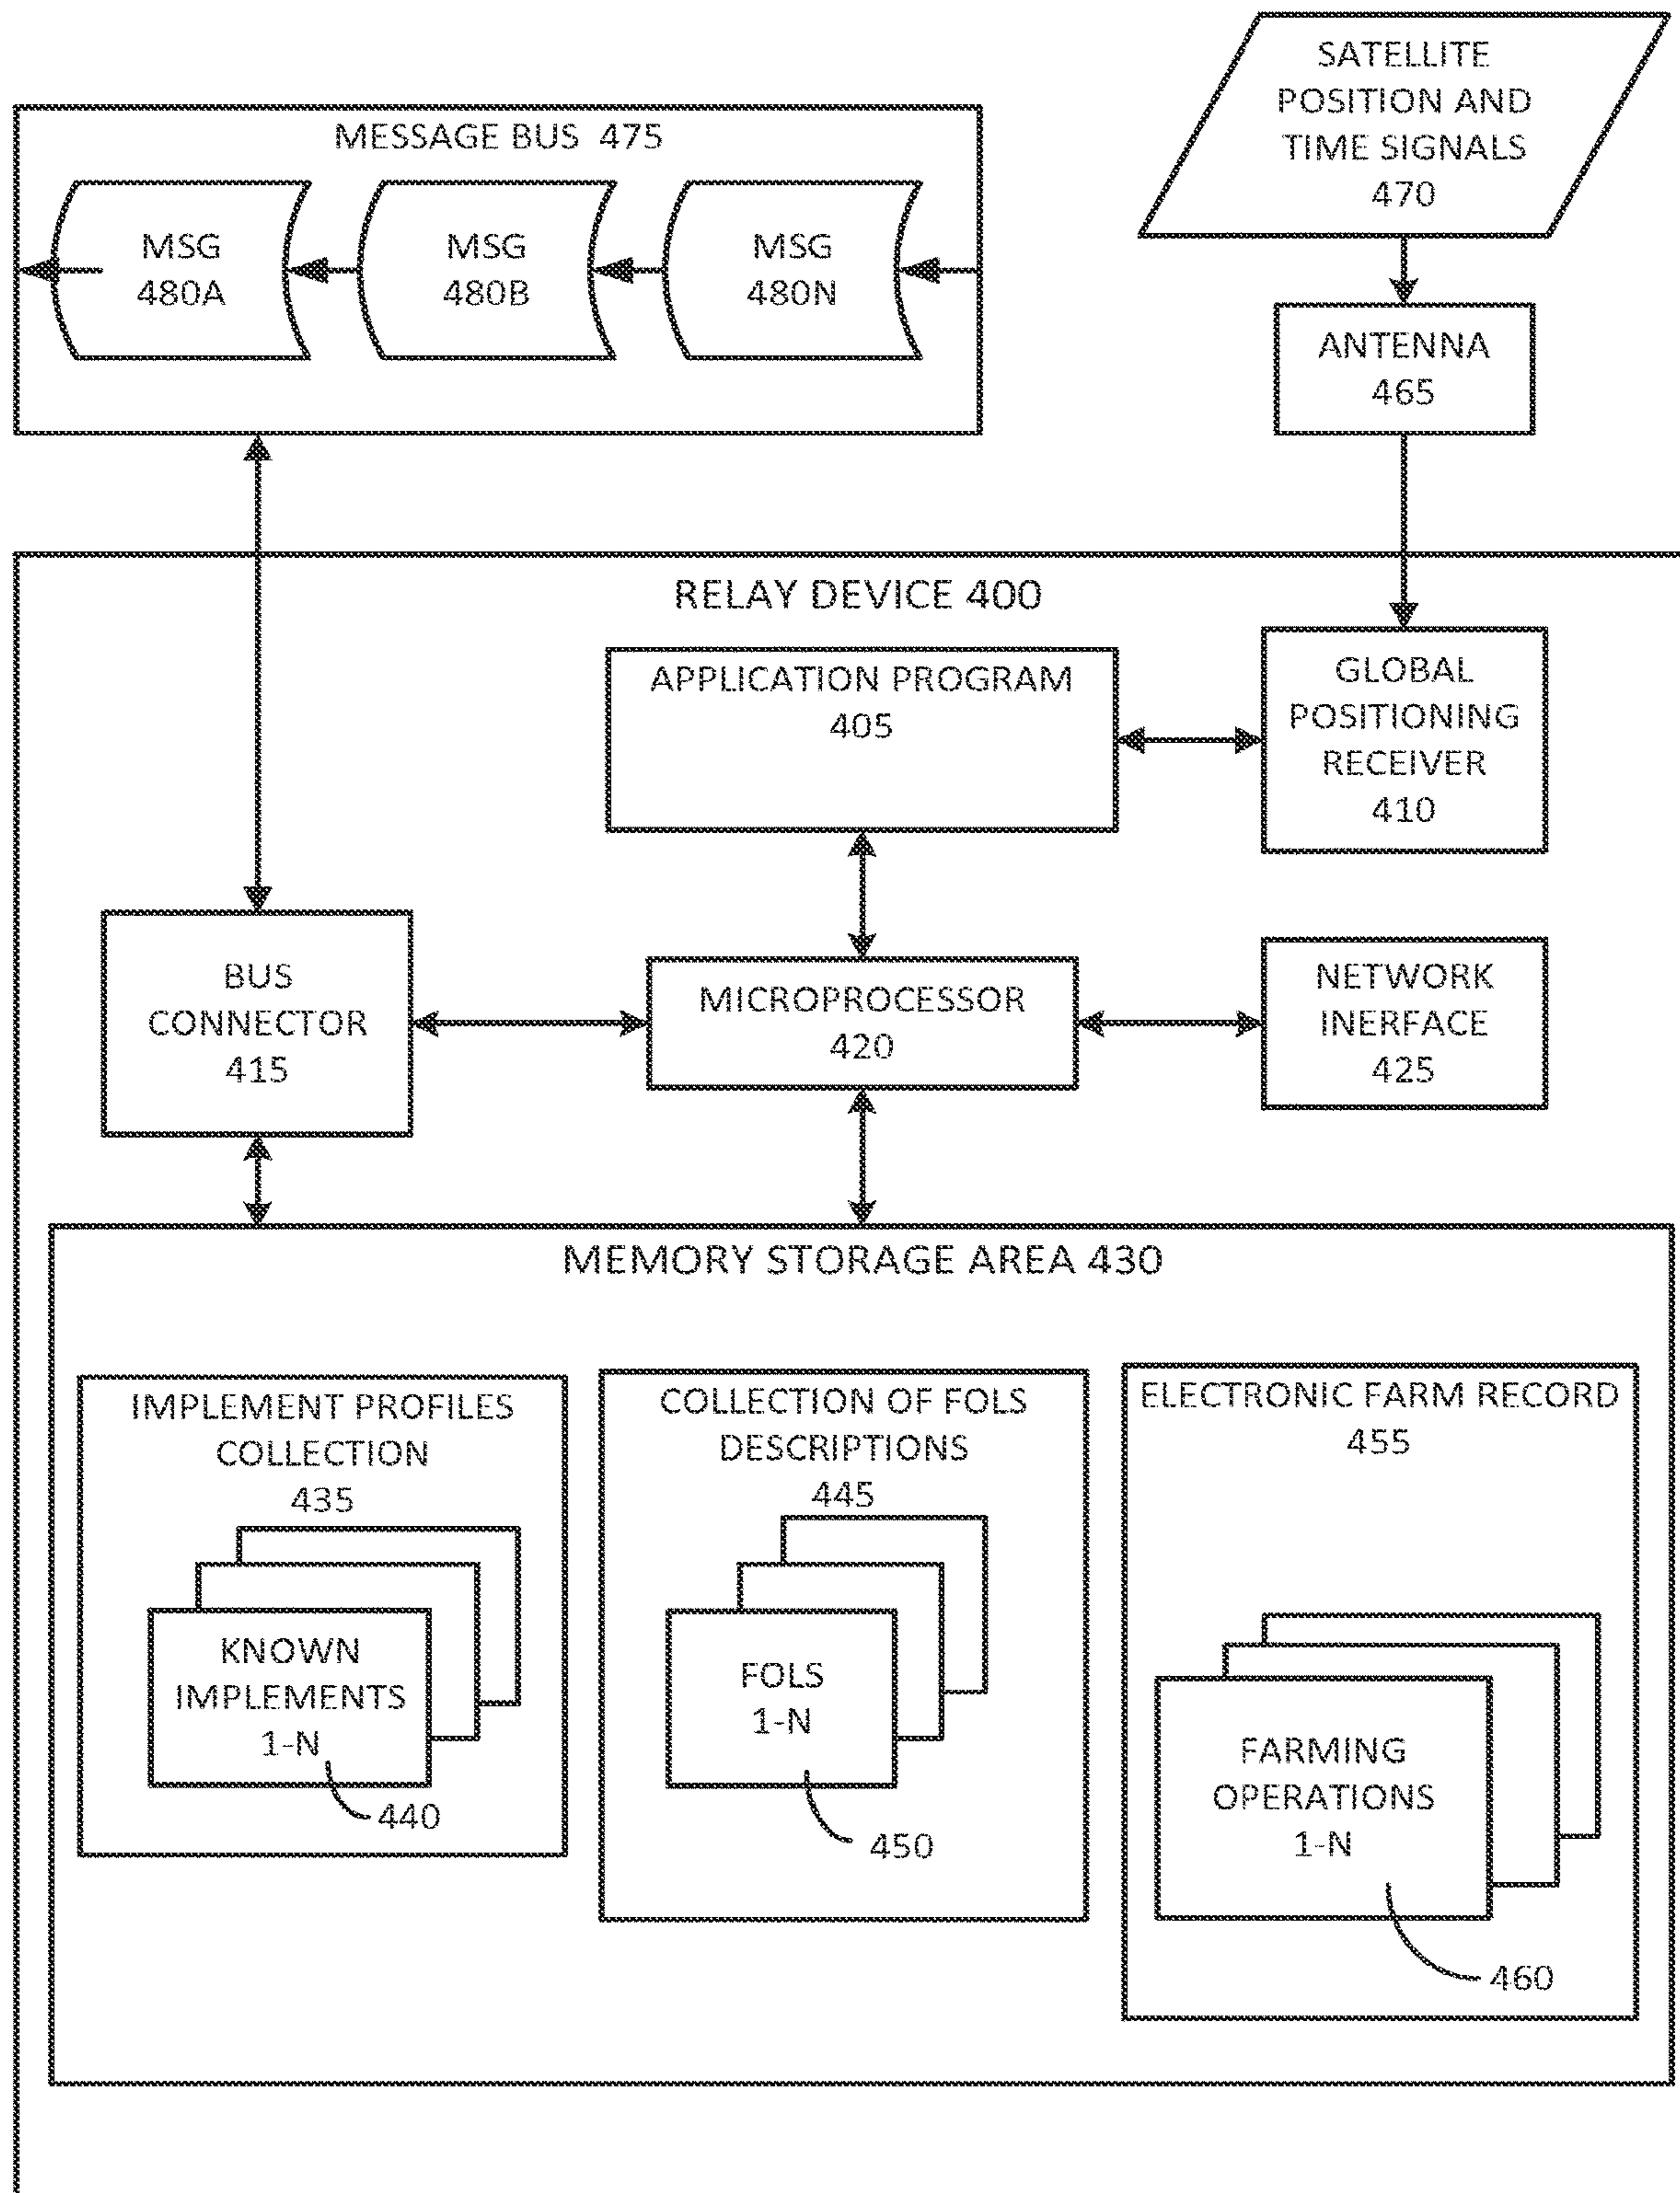 SATELLITE
POSITION AND
TIME SIGNALS
470
MESSAGE BUS 475
MSG
480A
MSG
480B
MSG
480N
ANTENNA
465
RELAY DEVICE 400
APPLICATION PROGRAM
405
GLOBAL
POSITIONING
RECEIVER
410
BUS
CONNECTOR
415
MICROPROCESSOR
420
NETWORK
INERFACE
425
MEMORY STORAGE AREA 430
IMPLEMENT PROFILES
COLLECTION
435
KNOWN
IMPLEMENTS
1-N
440
COLLECTION OF FOLS
DESCRIPTIONS
445
FOLS
1-N
450
ELECTRONIC FARM RECORD
455
FARMING
OPERATIONS
1-N
460